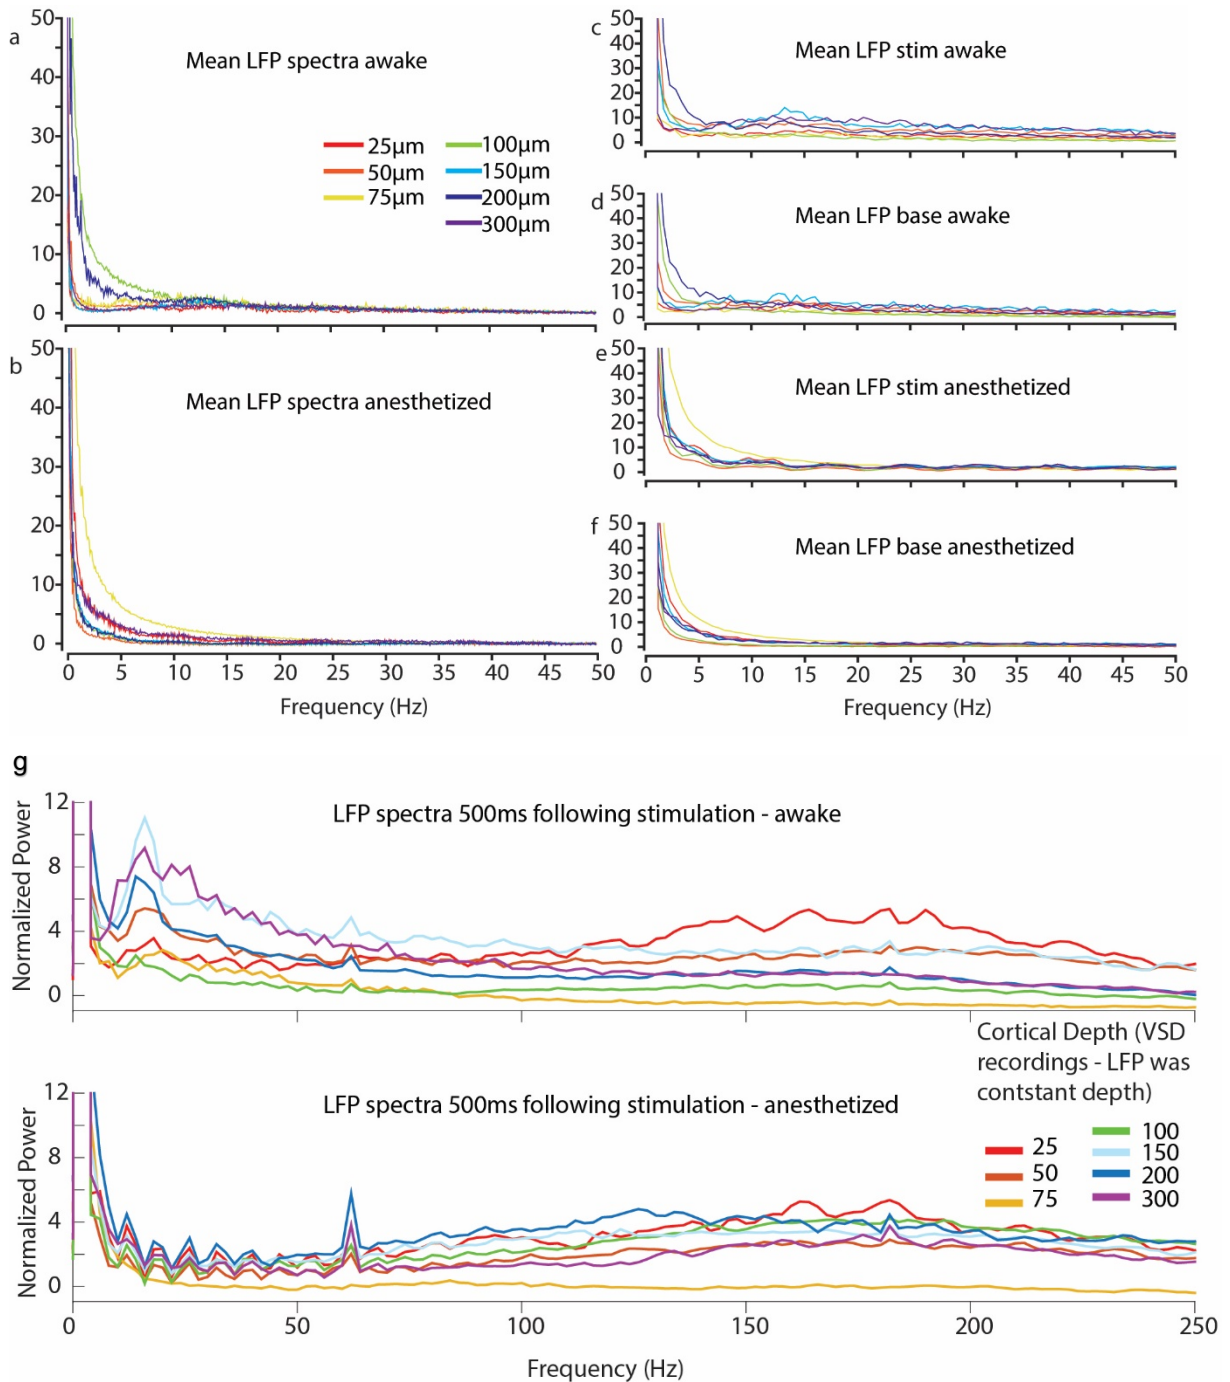 a
50
40
30
20
10
0
Mean LFP spectra awake
25µm
50µm
75µm
100µm
150µm
200µm
300µm
b
50
40
30
20
10
0
Mean LFP spectra anesthetized
0 5 10 15 20 25 30 35 40 45 50
Frequency (Hz)
c
50
40
30
20
10
0
Mean LFP stim awake
d
50
40
30
20
10
0
Mean LFP base awake
e
50
40
30
20
10
0
Mean LFP stim anesthetized
f
50
40
30
20
10
0
Mean LFP base anesthetized
0 5 10 15 20 25 30 35 40 45 50
Frequency (Hz)
g
Normalized Power
12
8
4
0
LFP spectra 500ms following stimulation - awake
Cortical Depth (VSD
recordings - LFP was
contstant depth)
25
50
75
100
150
200
300
Normalized Power
12
8
4
0
LFP spectra 500ms following stimulation - anesthetized
0 50 100 150 200 250
Frequency (Hz)